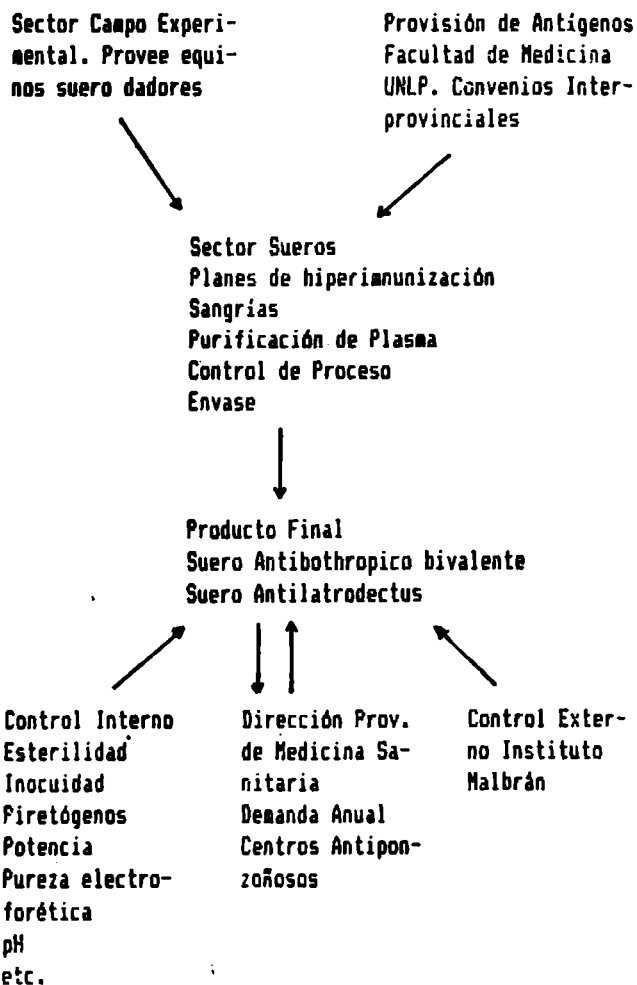 Sector Campo Experi-
mental. Provee equi-
nos suero dadores
Provisión de Antígenos
Facultad de Medicina
UNLP. Convenios Inter-
provinciales
Sector Sueros
Planes de hiperimnunización
Sangrías
Purificación de Plasma
Control de Proceso
Envase
Producto Final
Suero Antibothropico bivalente
Suero Antilatrodectus
Control Interno
Esterilidad
Inocuidad
Piretógenos
Potencia
Pureza electro-
forética
pH
etc.
Dirección Prov.
de Medicina Sa-
nitaria
Demanda Anual
Centros Antipon-
zoñosos
Control Exter-
no Instituto
Malbrán